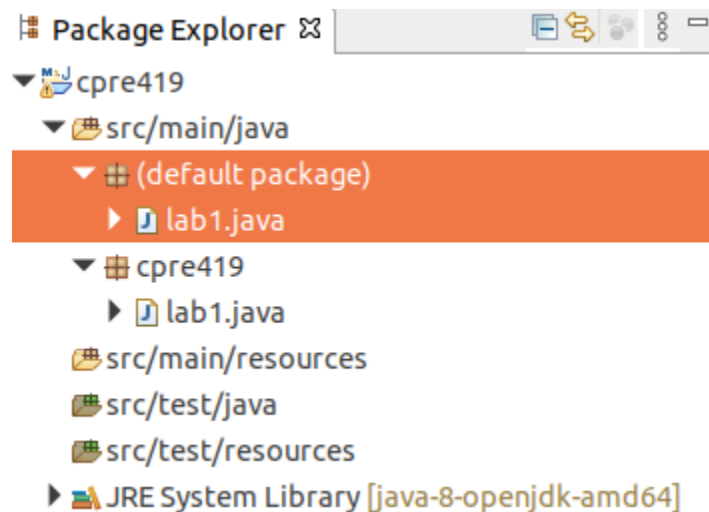 Package Explorer
cpre419
src/main/java
(default package)
lab1.java
cpre419
lab1.java
src/main/resources
src/test/java
src/test/resources
JRE System Library [java-8-openjdk-amd64]